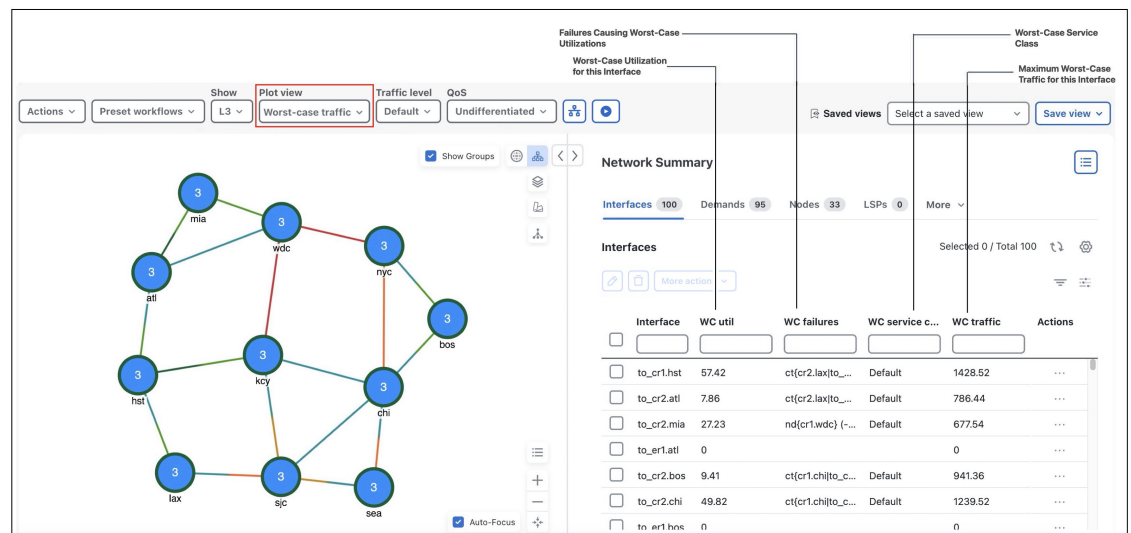 Failures Causing Worst-Case
Utilizations
Worst-Case Utilization
for this Interface
Worst-Case Service
Class
Maximum Worst-Case
Traffic for this Interface
Show
Plot view
Traffic level
QoS
Actions
Preset workflows
L3
Worst-case traffic
Default
Undifferentiated
Saved views
Select a saved view
Save view
Show Groups
3
mia
3
wdc
3
nyc
3
atl
3
bos
3
kcy
3
hst
3
chi
3
lax
3
sjc
3
sea
Auto-Focus
Network Summary
Interfaces 100 Demands 95 Nodes 33 LSPs 0 More
Interfaces
Selected 0 / Total 100
More action
Interface WC util WC failures WC service c... WC traffic Actions
to_cr1.hst 57.42 ct{cr2.lax|to_... Default 1428.52 ...
to_cr2.atl 7.86 ct{cr2.lax|to_... Default 786.44 ...
to_cr2.mia 27.23 nd{cr1.wdc} (-... Default 677.54 ...
to_er1.atl 0 0 ...
to_cr2.bos 9.41 ct{cr1.chi|to_c... Default 941.36 ...
to_cr2.chi 49.82 ct{cr1.chi|to_c... Default 1239.52 ...
to_er1.bos 0 0 ...